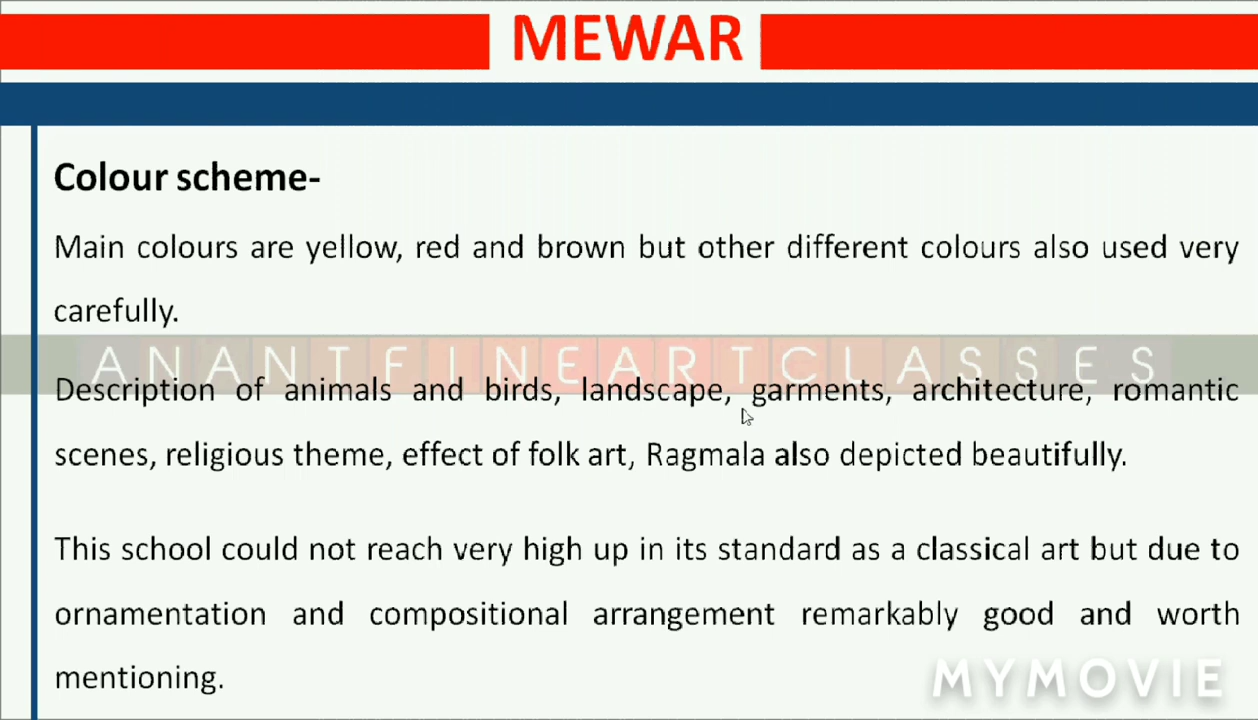 MEWAR
Colour scheme-
Main colours are yellow, red and brown but other different colours also used very
carefully.
ANANTFINEARTCLASSES
Description of animals and birds, landscape, garments, architecture, romantic
scenes, religious theme, effect of folk art, Ragmala also depicted beautifully.
This school could not reach very high up in its standard as a classical art but due to
ornamentation and compositional arrangement remarkably good and worth
mentioning.
MYMOVIE